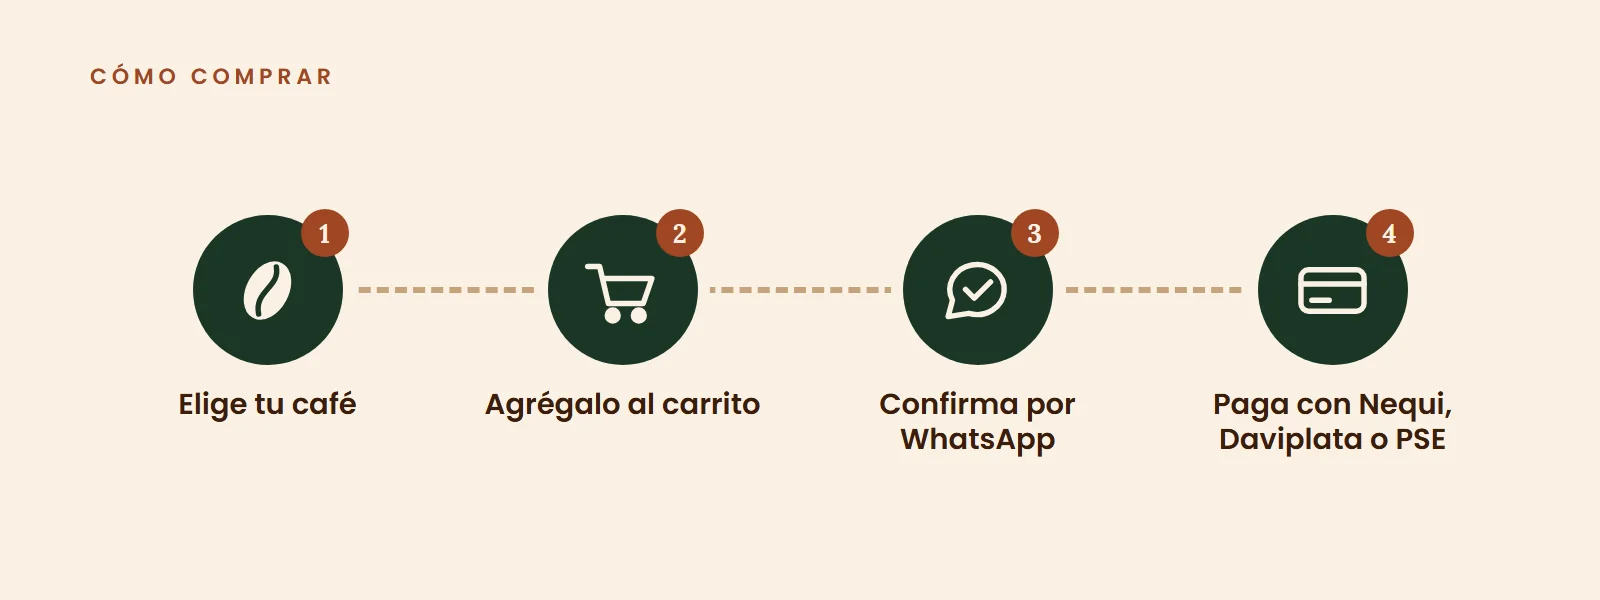 CÓMO COMPRAR
1
Elige tu café
2
Agrégalo al carrito
3
Confirma por
WhatsApp
4
Paga con Nequi,
Daviplata o PSE